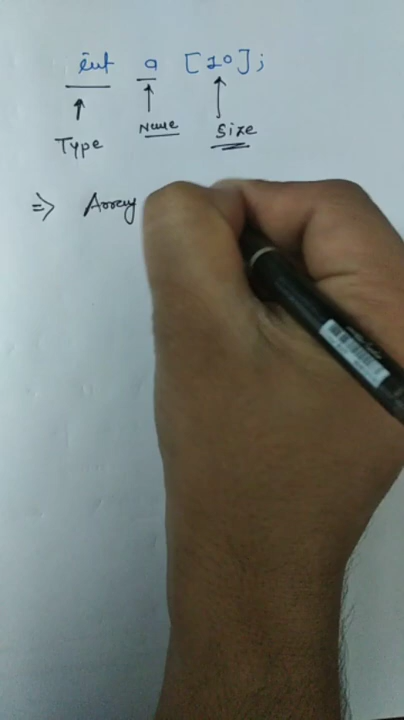 int a [10];
Type Name Size
⇒ Array